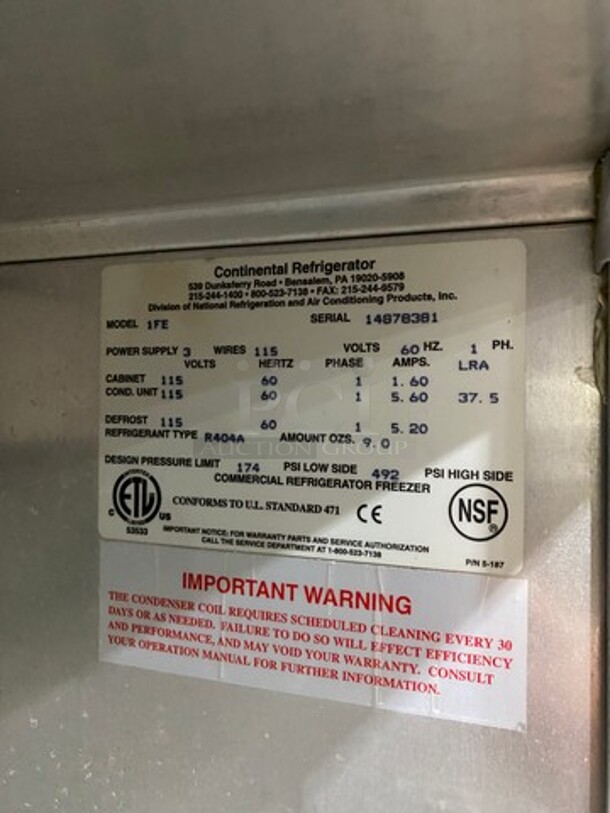 Continental Refrigerator
539 Dunksferry Road • Bensalem, PA 19020-5908
215-244-1400 • 800-523-7138 • FAX: 215-244-9579
Division of National Refrigeration and Air Conditioning Products, Inc.
MODEL 1FE SERIAL 14878381
POWER SUPPLY 3 WIRES 115 VOLTS 60 HZ. 1 PH.
VOLTS HERTZ PHASE AMPS. LRA
CABINET 115 60 1 1.60
COND. UNIT 115 60 1 5.60 37.5
DEFROST 115 60 1 5.20
REFRIGERANT TYPE R404A AMOUNT OZS. 9.0
DESIGN PRESSURE LIMIT 174 PSI LOW SIDE 492 PSI HIGH SIDE
COMMERCIAL REFRIGERATOR FREEZER
C ETL US
53533
CONFORMS TO U.L. STANDARD 471 CE
NSF
IMPORTANT NOTICE: FOR WARRANTY PARTS AND SERVICE AUTHORIZATION
CALL THE SERVICE DEPARTMENT AT 1-800-523-7138
P/N 5-187
IMPORTANT WARNING
THE CONDENSER COIL REQUIRES SCHEDULED CLEANING EVERY 30
DAYS OR AS NEEDED. FAILURE TO DO SO WILL EFFECT EFFICIENCY
AND PERFORMANCE, AND MAY VOID YOUR WARRANTY. CONSULT
YOUR OPERATION MANUAL FOR FURTHER INFORMATION.
pci
AUCTION GROUP